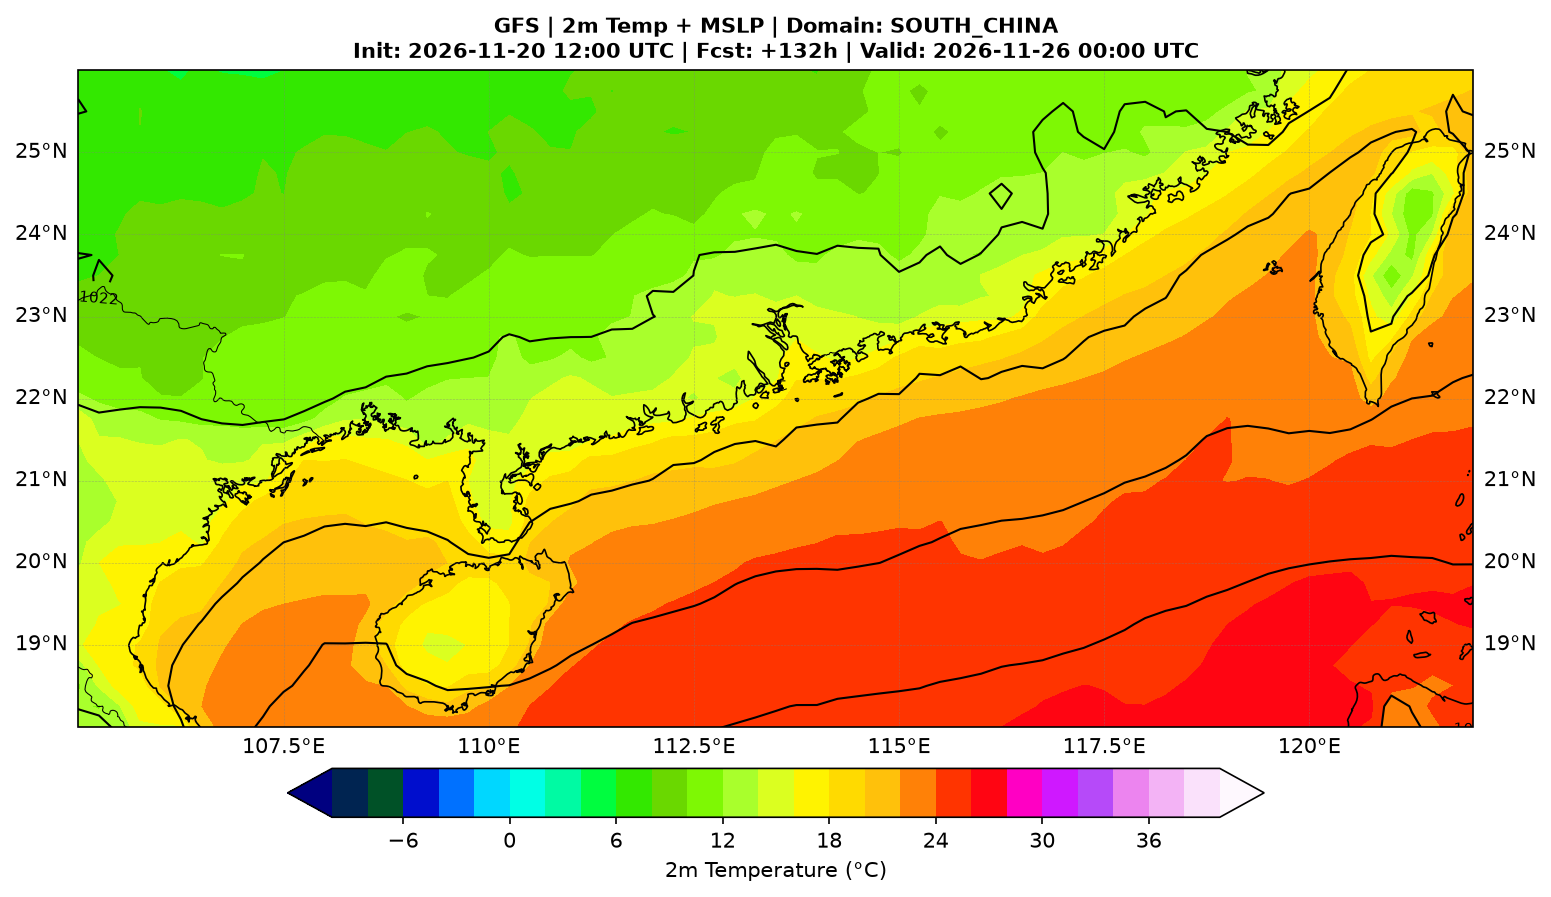 GFS | 2m Temp + MSLP | Domain: SOUTH_CHINA
Init: 2026-11-20 12:00 UTC | Fcst: +132h | Valid: 2026-11-26 00:00 UTC
25°N 25°N
24°N 24°N
1022
23°N 23°N
22°N 22°N
21°N 21°N
20°N 20°N
19°N 19°N
107.5°E 110°E 112.5°E 115°E 117.5°E 120°E
−6 0 6 12 18 24 30 36
2m Temperature (°C)